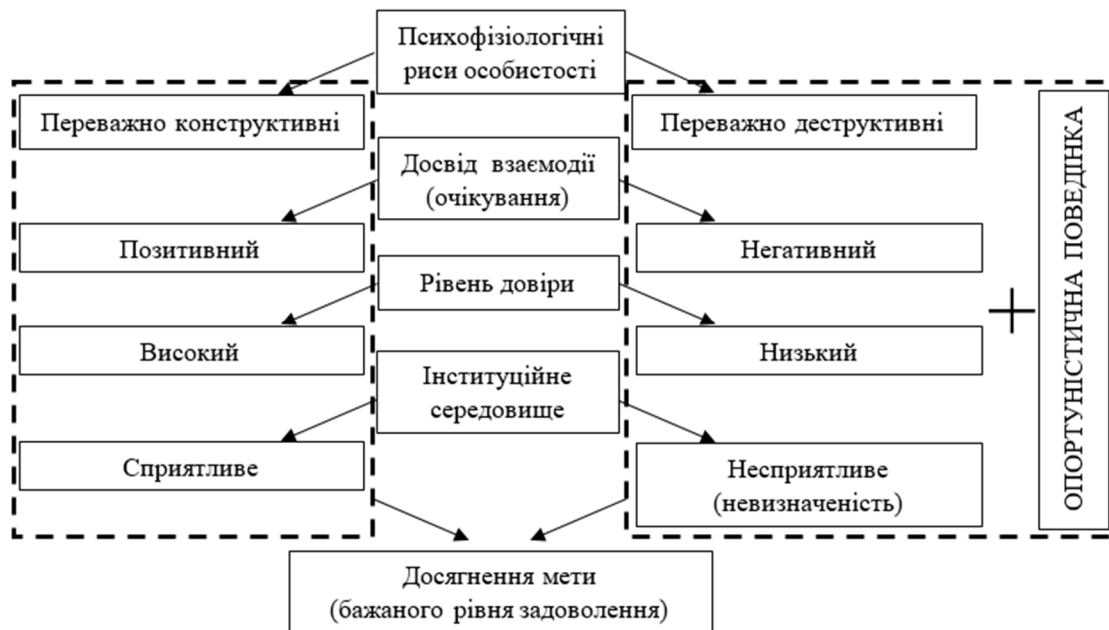 Психофізіологічні
риси особистості
Переважно конструктивні
Переважно деструктивні
Досвід взаємодії
(очікування)
Позитивний
Негативний
Рівень довіри
Високий
Низький
Інституційне
середовище
Сприятливе
Несприятливе
(невизначеність)
+
ОПОРТУНІСТИЧНА ПОВЕДІНКА
Досягнення мети
(бажаного рівня задоволення)